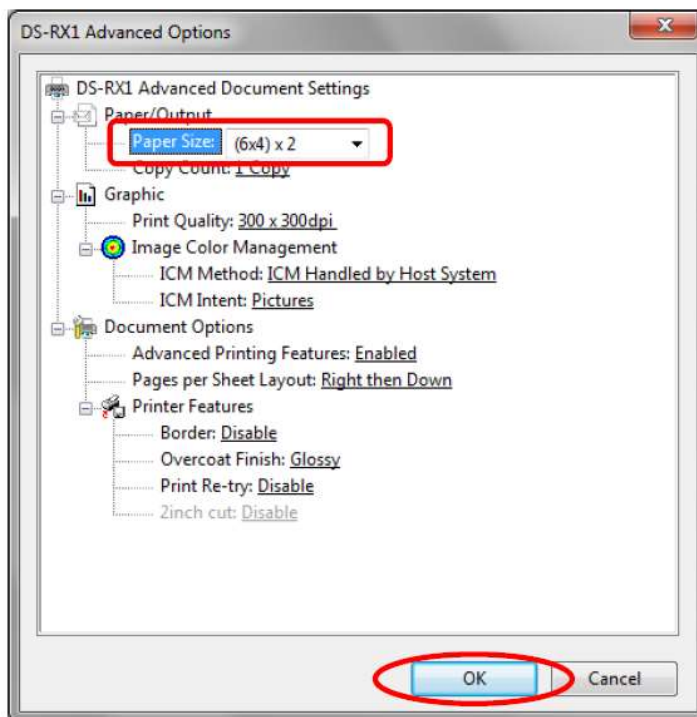 DS-RX1 Advanced Options
DS-RX1 Advanced Document Settings
Paper/Output
Paper Size: (6x4) x 2
Copy Count: 1 Copy
Graphic
Print Quality: 300 x 300dpi
Image Color Management
ICM Method: ICM Handled by Host System
ICM Intent: Pictures
Document Options
Advanced Printing Features: Enabled
Pages per Sheet Layout: Right then Down
Printer Features
Border: Disable
Overcoat Finish: Glossy
Print Re-try: Disable
2inch cut: Disable
OK Cancel